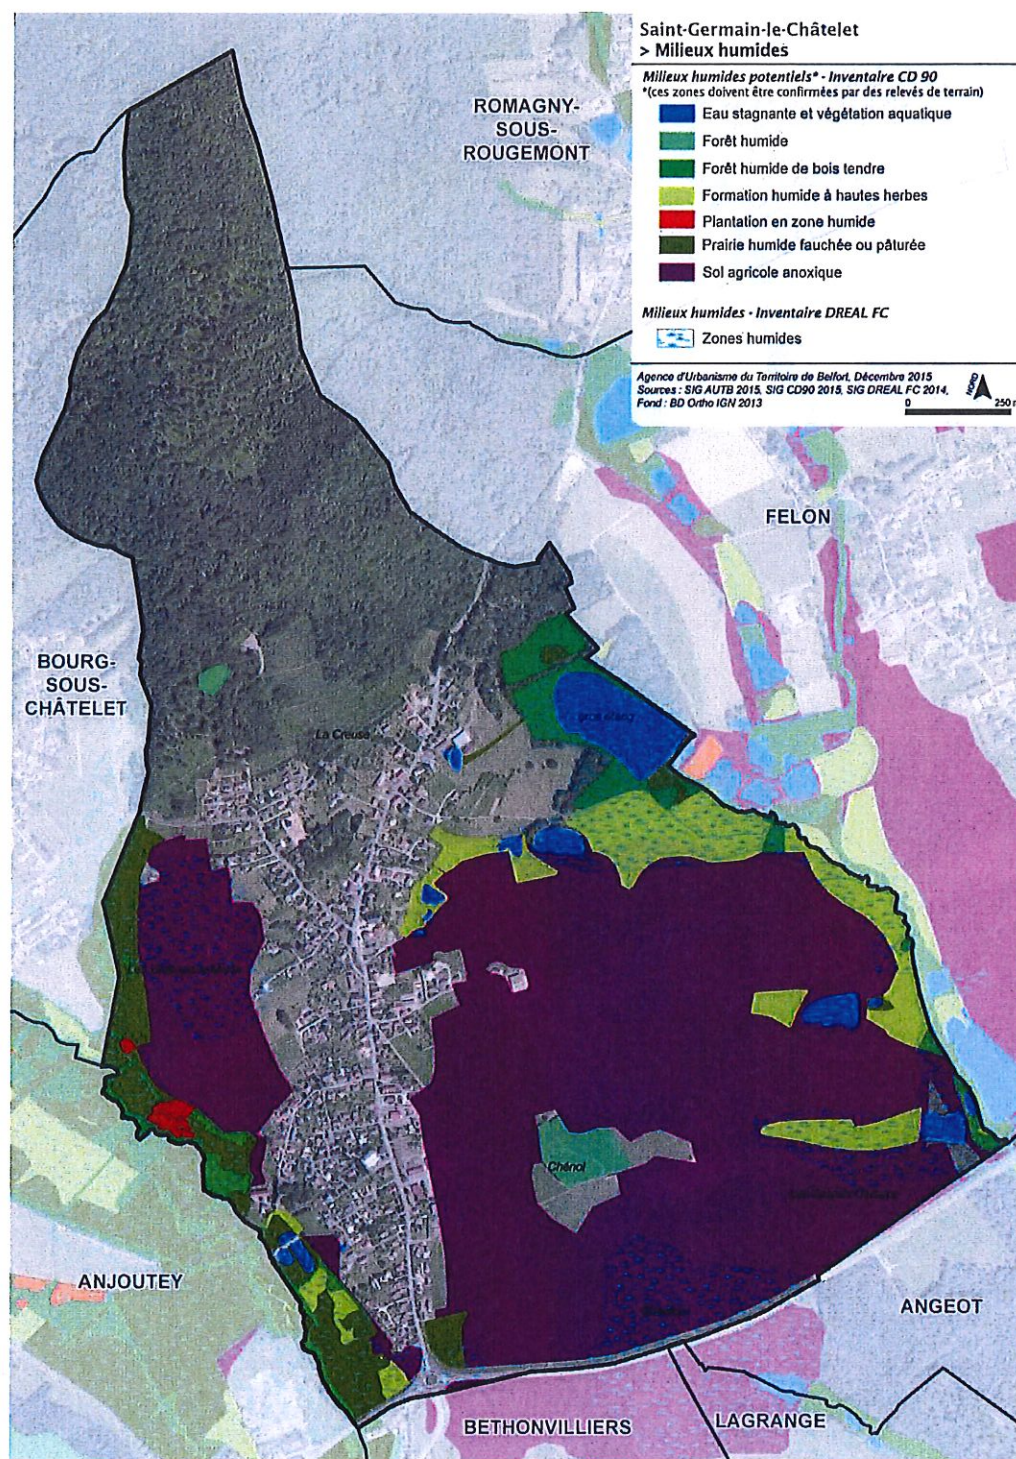 Saint-Germain-le-Châtelet
> Milieux humides
Milieux humides potentiels* - Inventaire CD 90
*(ces zones doivent être confirmées par des relevés de terrain)
Eau stagnante et végétation aquatique
Forêt humide
Forêt humide de bois tendre
Formation humide à hautes herbes
Plantation en zone humide
Prairie humide fauchée ou pâturée
Sol agricole anoxique
Milieux humides - Inventaire DREAL FC
Zones humides
Agence d'Urbanisme du Territoire de Belfort, Décembre 2015
Sources : SIG AUTB 2015, SIG CD90 2015, SIG DREAL FC 2014,
Fond : BD Ortho IGN 2013
NORD
0 250 m
ROMAGNY-
SOUS-
ROUGEMONT
FELON
BOURG-
SOUS-
CHÂTELET
gros étang
La Creuse
Chénoi
ANJOUTEY
ANGEOT
LAGRANGE
BETHONVILLIERS